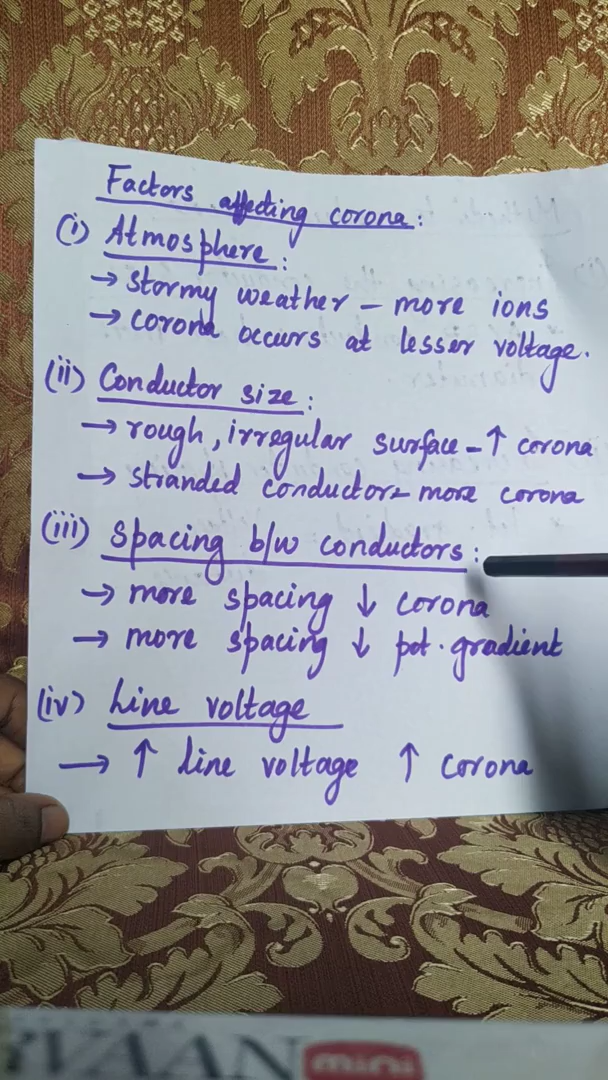 Factors affecting corona:
(i) Atmosphere:
→ stormy weather – more ions
→ corona occurs at lesser voltage.
(ii) Conductor size:
→ rough, irregular surface – ↑ corona
→ stranded conductor – more corona
(iii) Spacing b/w conductors:
→ more spacing ↓ corona
→ more spacing ↓ pot. gradient
(iv) Line voltage
→ ↑ line voltage ↑ corona
mini